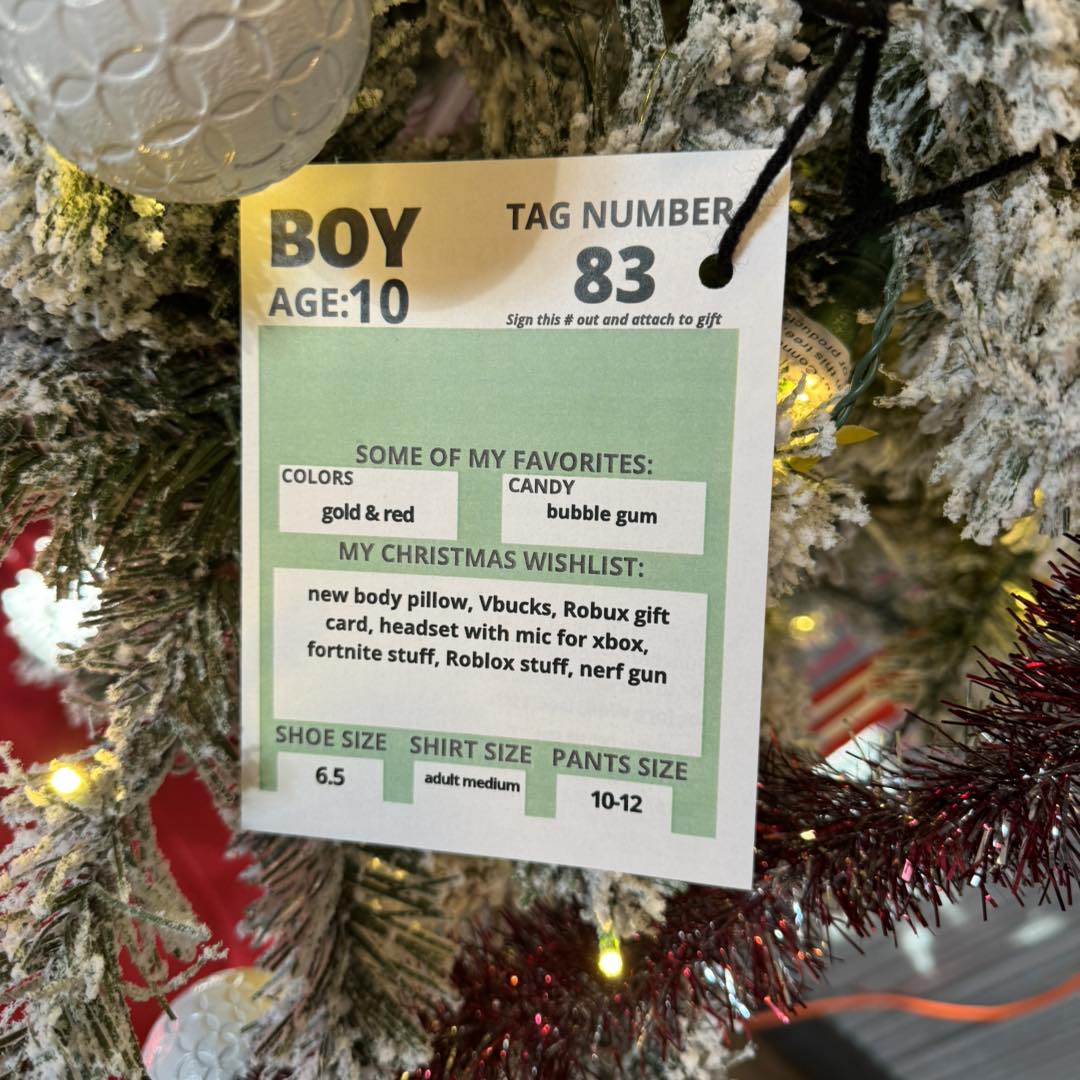 BOY
AGE:10
TAG NUMBER
83
Sign this # out and attach to gift
SOME OF MY FAVORITES:
COLORS
gold & red
CANDY
bubble gum
MY CHRISTMAS WISHLIST:
new body pillow, Vbucks, Robux gift
card, headset with mic for xbox,
fortnite stuff, Roblox stuff, nerf gun
SHOE SIZE
6.5
SHIRT SIZE
adult medium
PANTS SIZE
10-12